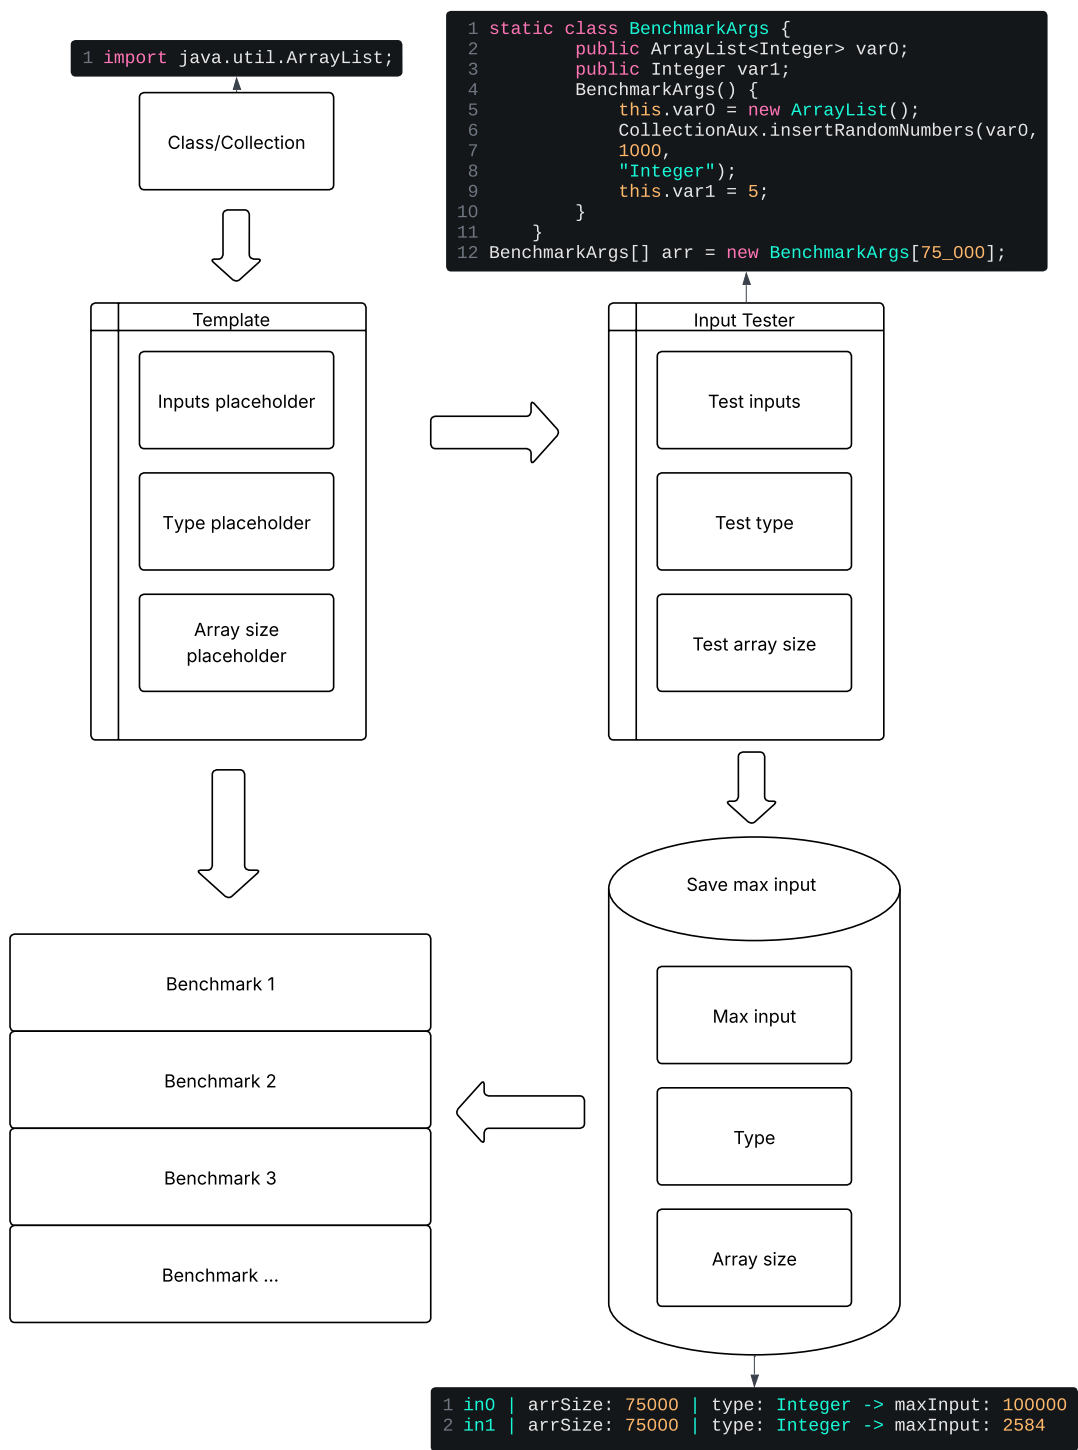 1 import java.util.ArrayList;
Class/Collection
1 static class BenchmarkArgs {
2 public ArrayList<Integer> var0;
3 public Integer var1;
4 BenchmarkArgs() {
5 this.var0 = new ArrayList();
6 CollectionAux.insertRandomNumbers(var0,
7 1000,
8 "Integer");
9 this.var1 = 5;
10 }
11 }
12 BenchmarkArgs[] arr = new BenchmarkArgs[75_000];
Template
Inputs placeholder
Type placeholder
Array size
placeholder
Input Tester
Test inputs
Test type
Test array size
Save max input
Max input
Type
Array size
Benchmark 1
Benchmark 2
Benchmark 3
Benchmark ...
1 in0 | arrSize: 75000 | type: Integer -> maxInput: 100000
2 in1 | arrSize: 75000 | type: Integer -> maxInput: 2584